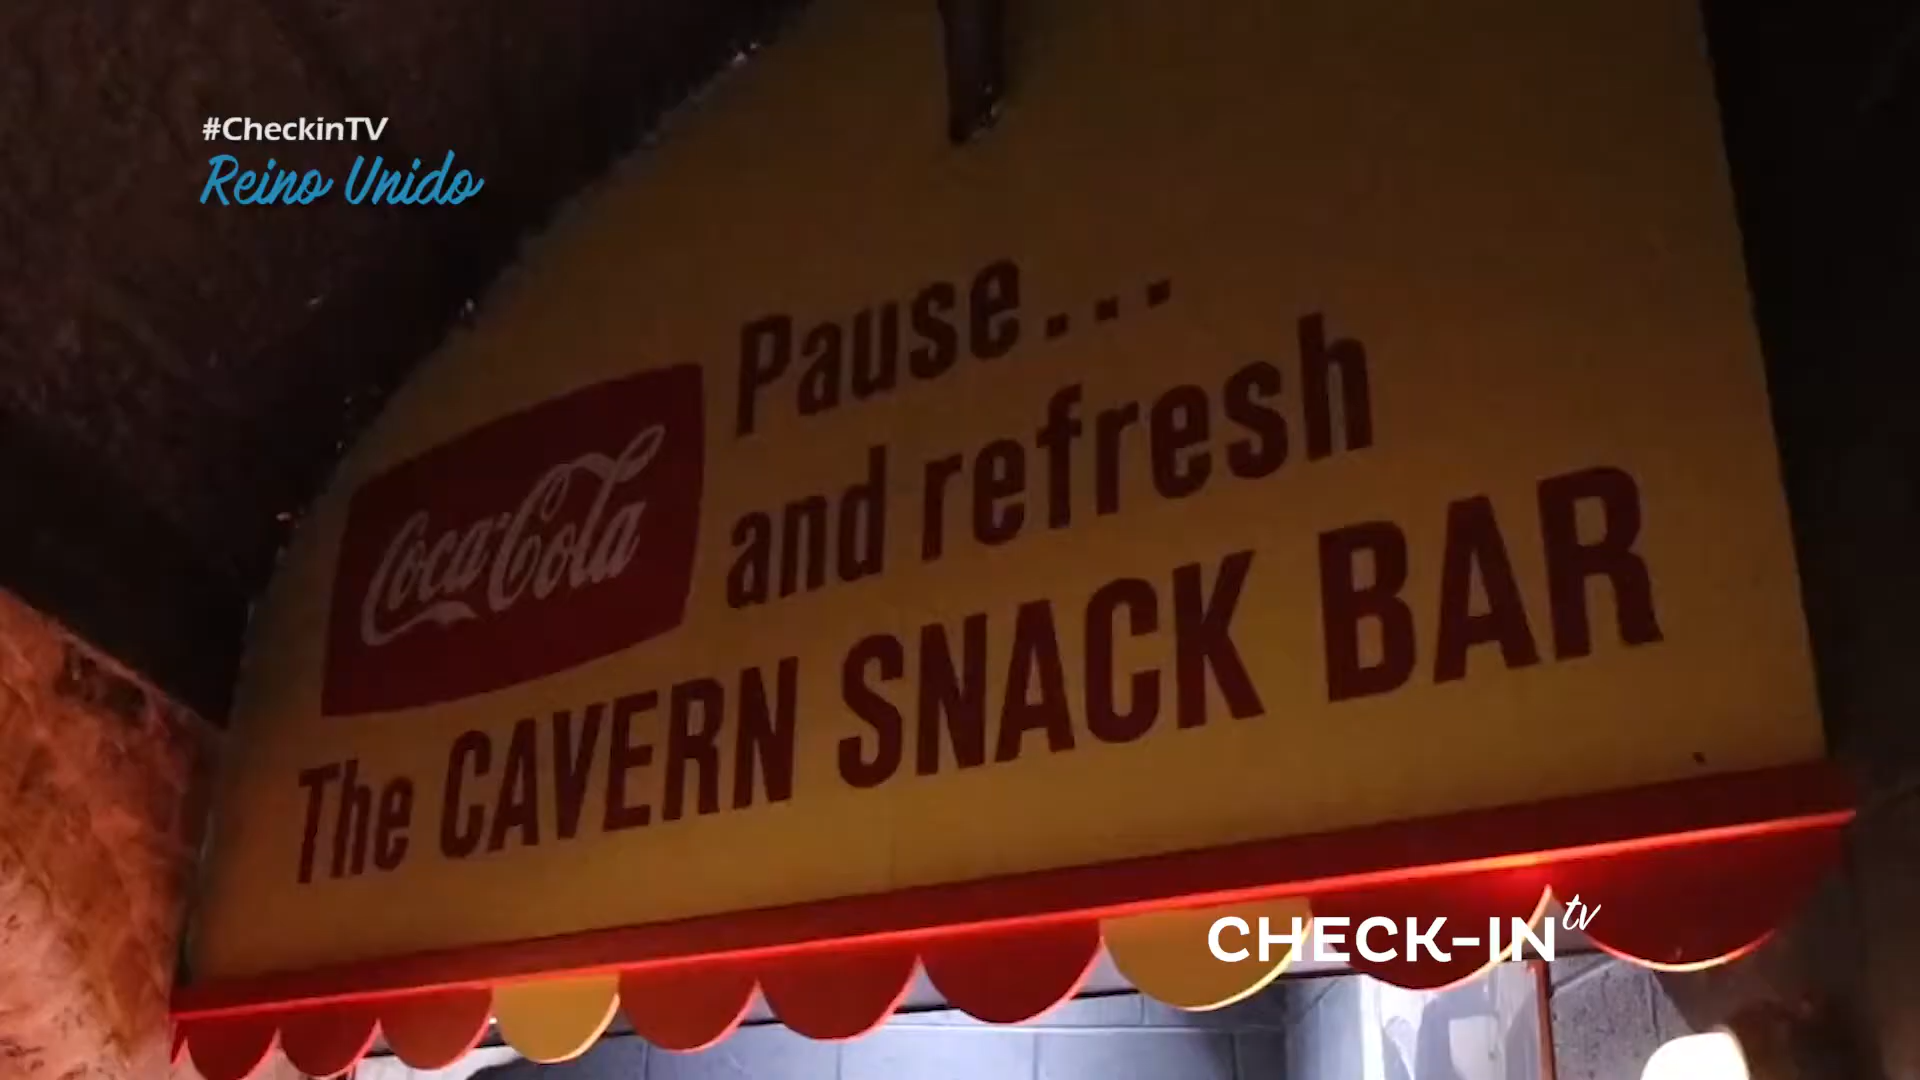 #CheckinTV
Reino Unido
Pause...
and refresh
Coca-Cola
The CAVERN SNACK BAR
CHECK-IN tv